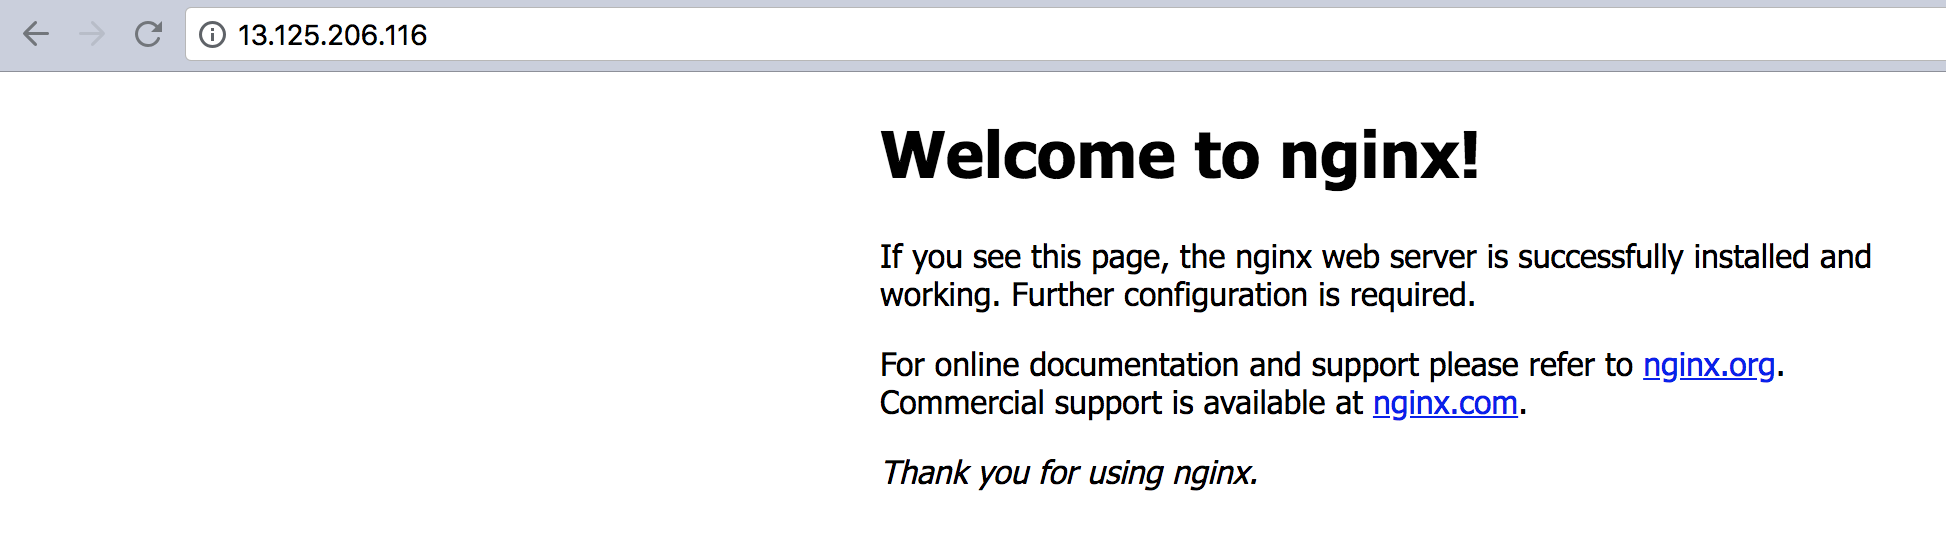 13.125.206.116
Welcome to nginx!
If you see this page, the nginx web server is successfully installed and
working. Further configuration is required.
For online documentation and support please refer to nginx.org.
Commercial support is available at nginx.com.
Thank you for using nginx.